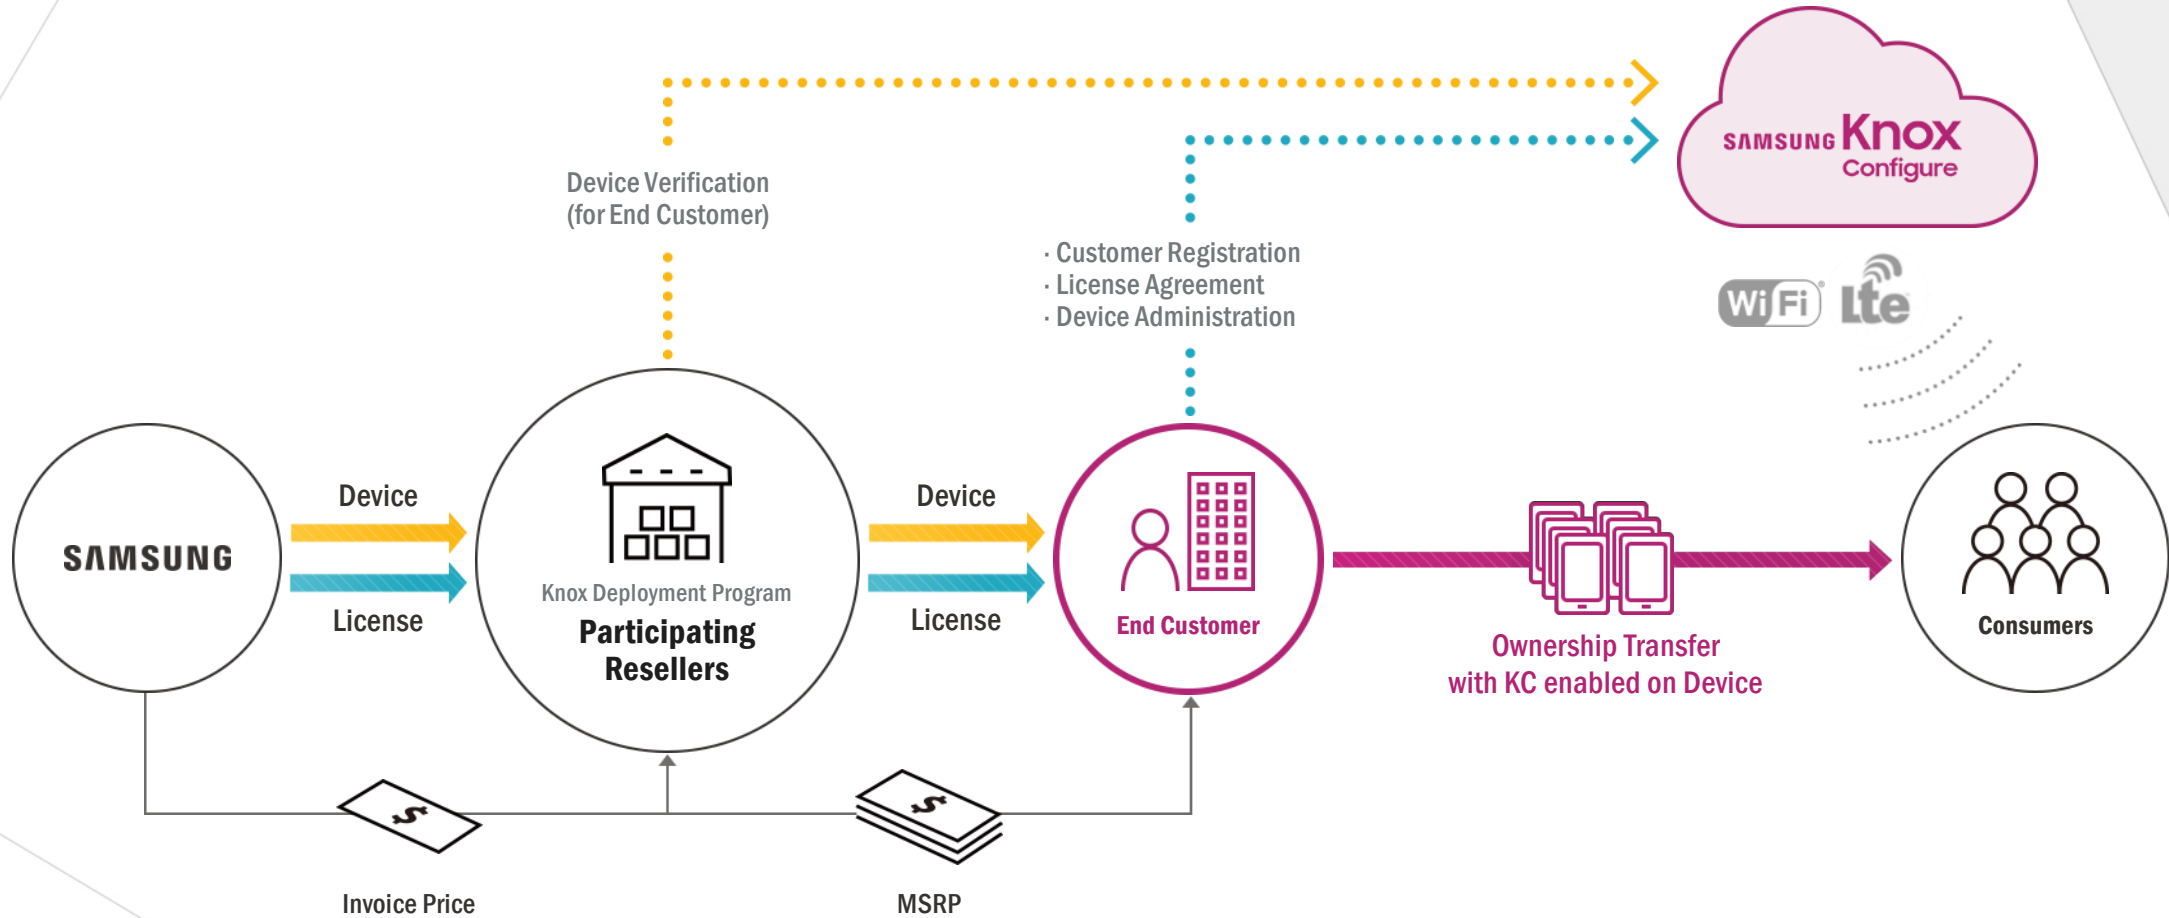 SAMSUNG Knox
Configure
Device Verification
(for End Customer)
· Customer Registration
· License Agreement
· Device Administration
Wi Fi®
Lte
SAMSUNG
Device
License
Knox Deployment Program
Participating
Resellers
Device
License
End Customer
Ownership Transfer
with KC enabled on Device
Consumers
$
$
Invoice Price
MSRP